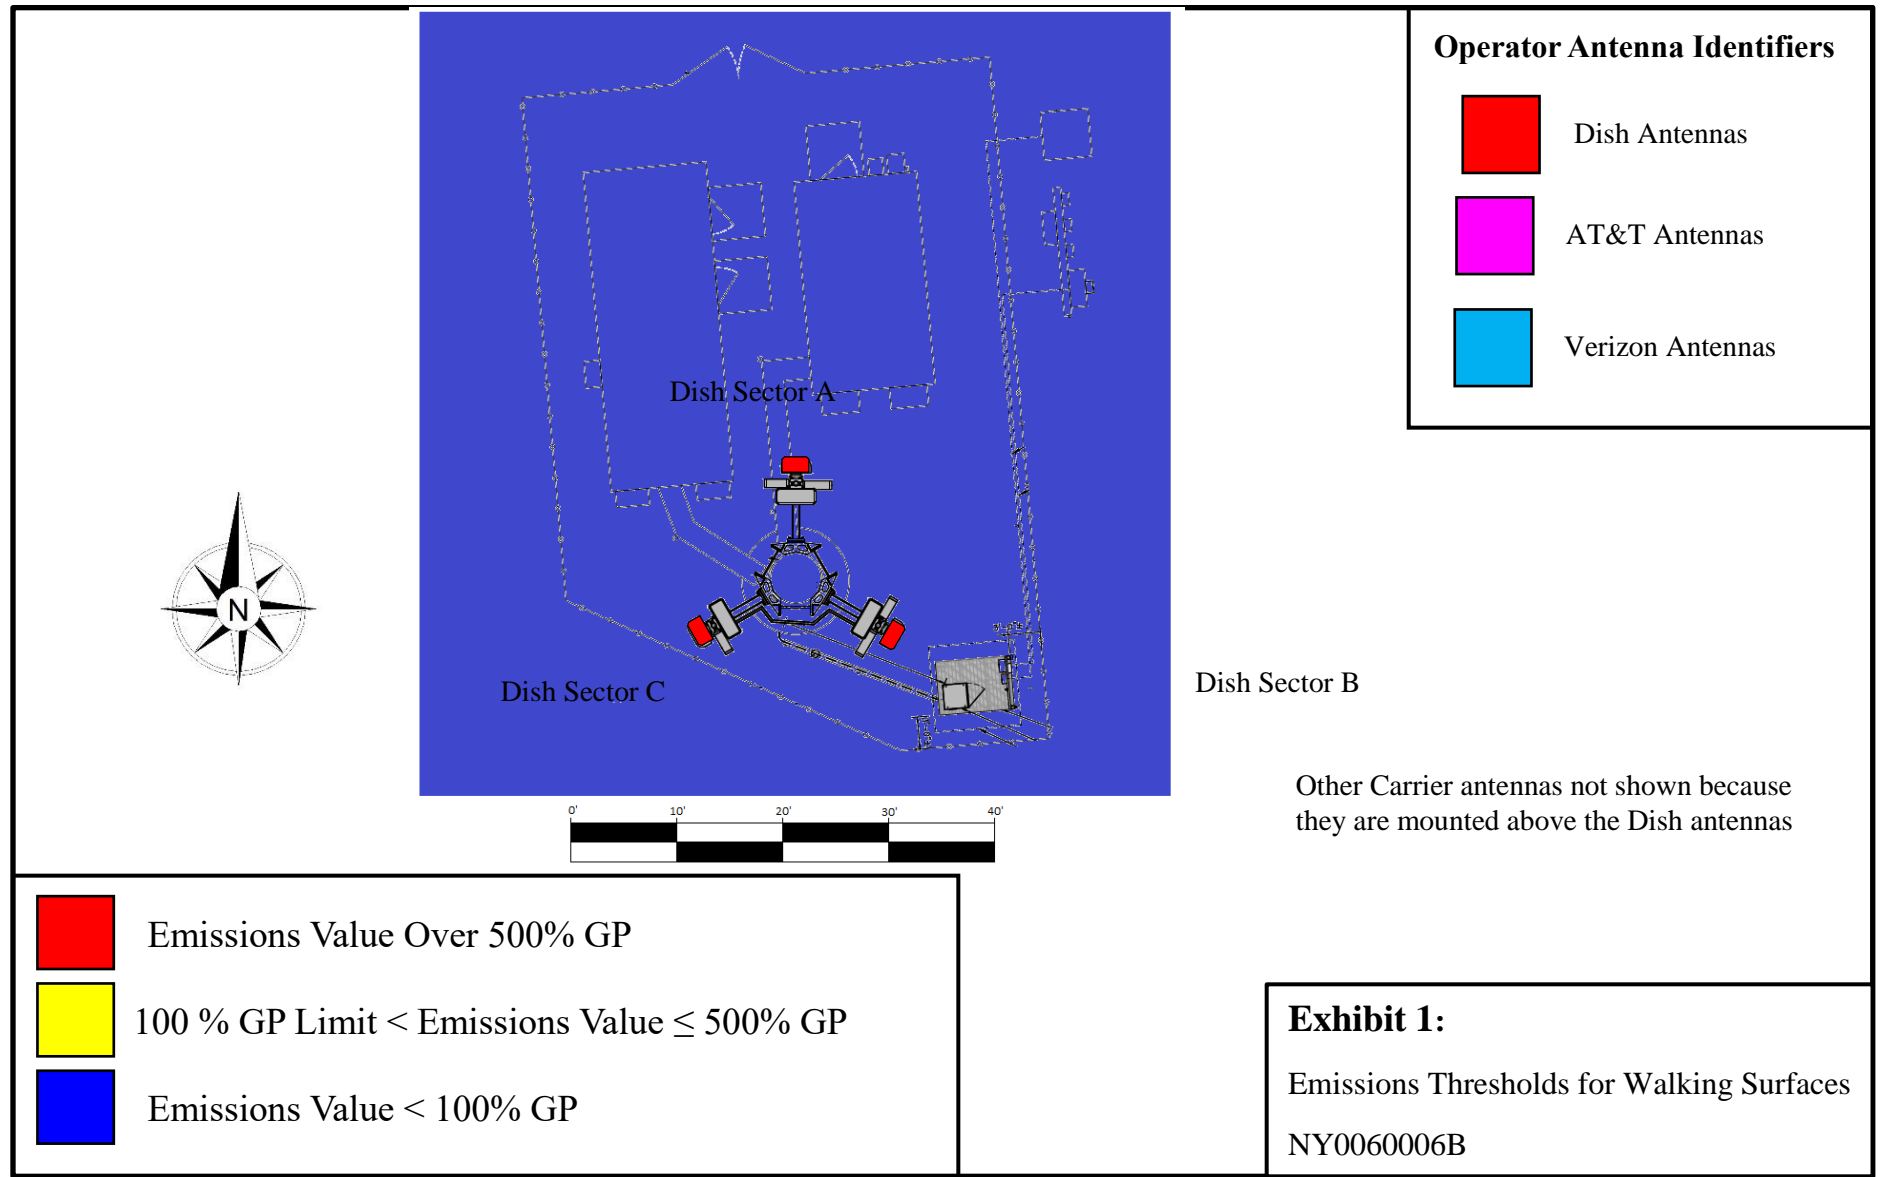 Operator Antenna Identifiers
Dish Antennas
AT&T Antennas
Verizon Antennas
Dish Sector A
N
Dish Sector C
Dish Sector B
Other Carrier antennas not shown because
they are mounted above the Dish antennas
0' 10' 20' 30' 40'
Emissions Value Over 500% GP
100 % GP Limit < Emissions Value ≤ 500% GP
Emissions Value < 100% GP
Exhibit 1:
Emissions Thresholds for Walking Surfaces
NY0060006B